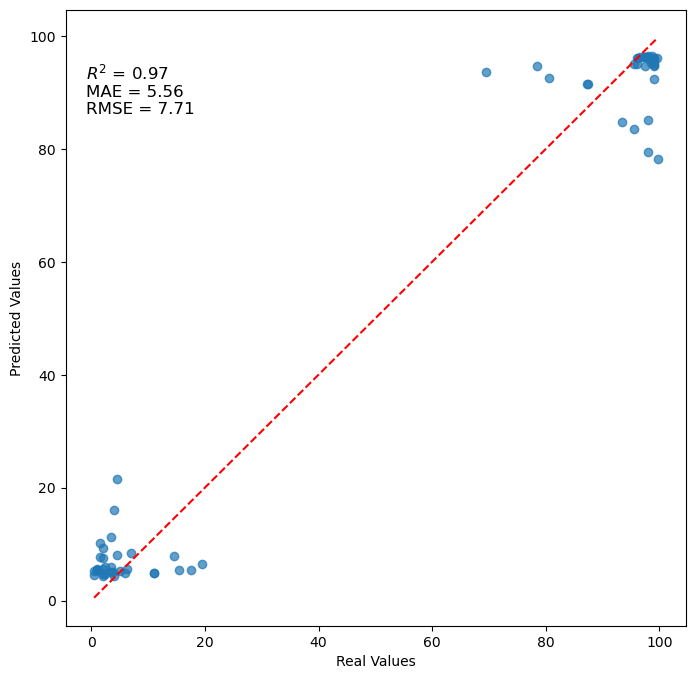 R² = 0.97
MAE = 5.56
RMSE = 7.71
100
80
60
40
20
0
Predicted Values
0 20 40 60 80 100
Real Values